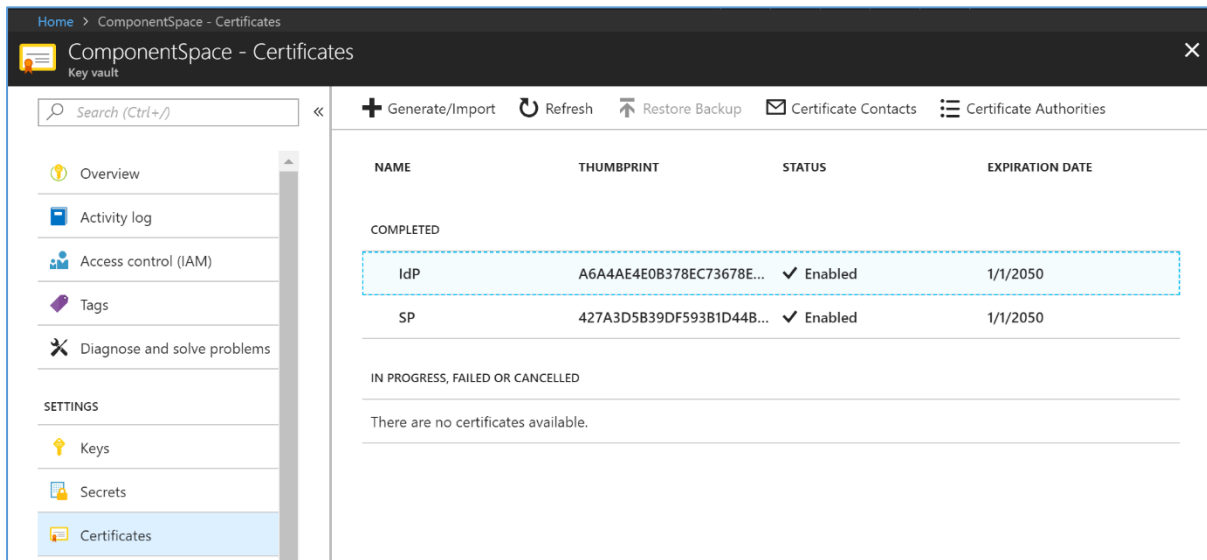 Home > ComponentSpace - Certificates
ComponentSpace - Certificates
Key vault
Search (Ctrl+/)
«
Generate/Import Refresh Restore Backup Certificate Contacts Certificate Authorities
Overview
Activity log
Access control (IAM)
Tags
Diagnose and solve problems
SETTINGS
Keys
Secrets
Certificates
NAME THUMBPRINT STATUS EXPIRATION DATE
COMPLETED
IdP A6A4AE4E0B378EC73678E... Enabled 1/1/2050
SP 427A3D5B39DF593B1D44B... Enabled 1/1/2050
IN PROGRESS, FAILED OR CANCELLED
There are no certificates available.